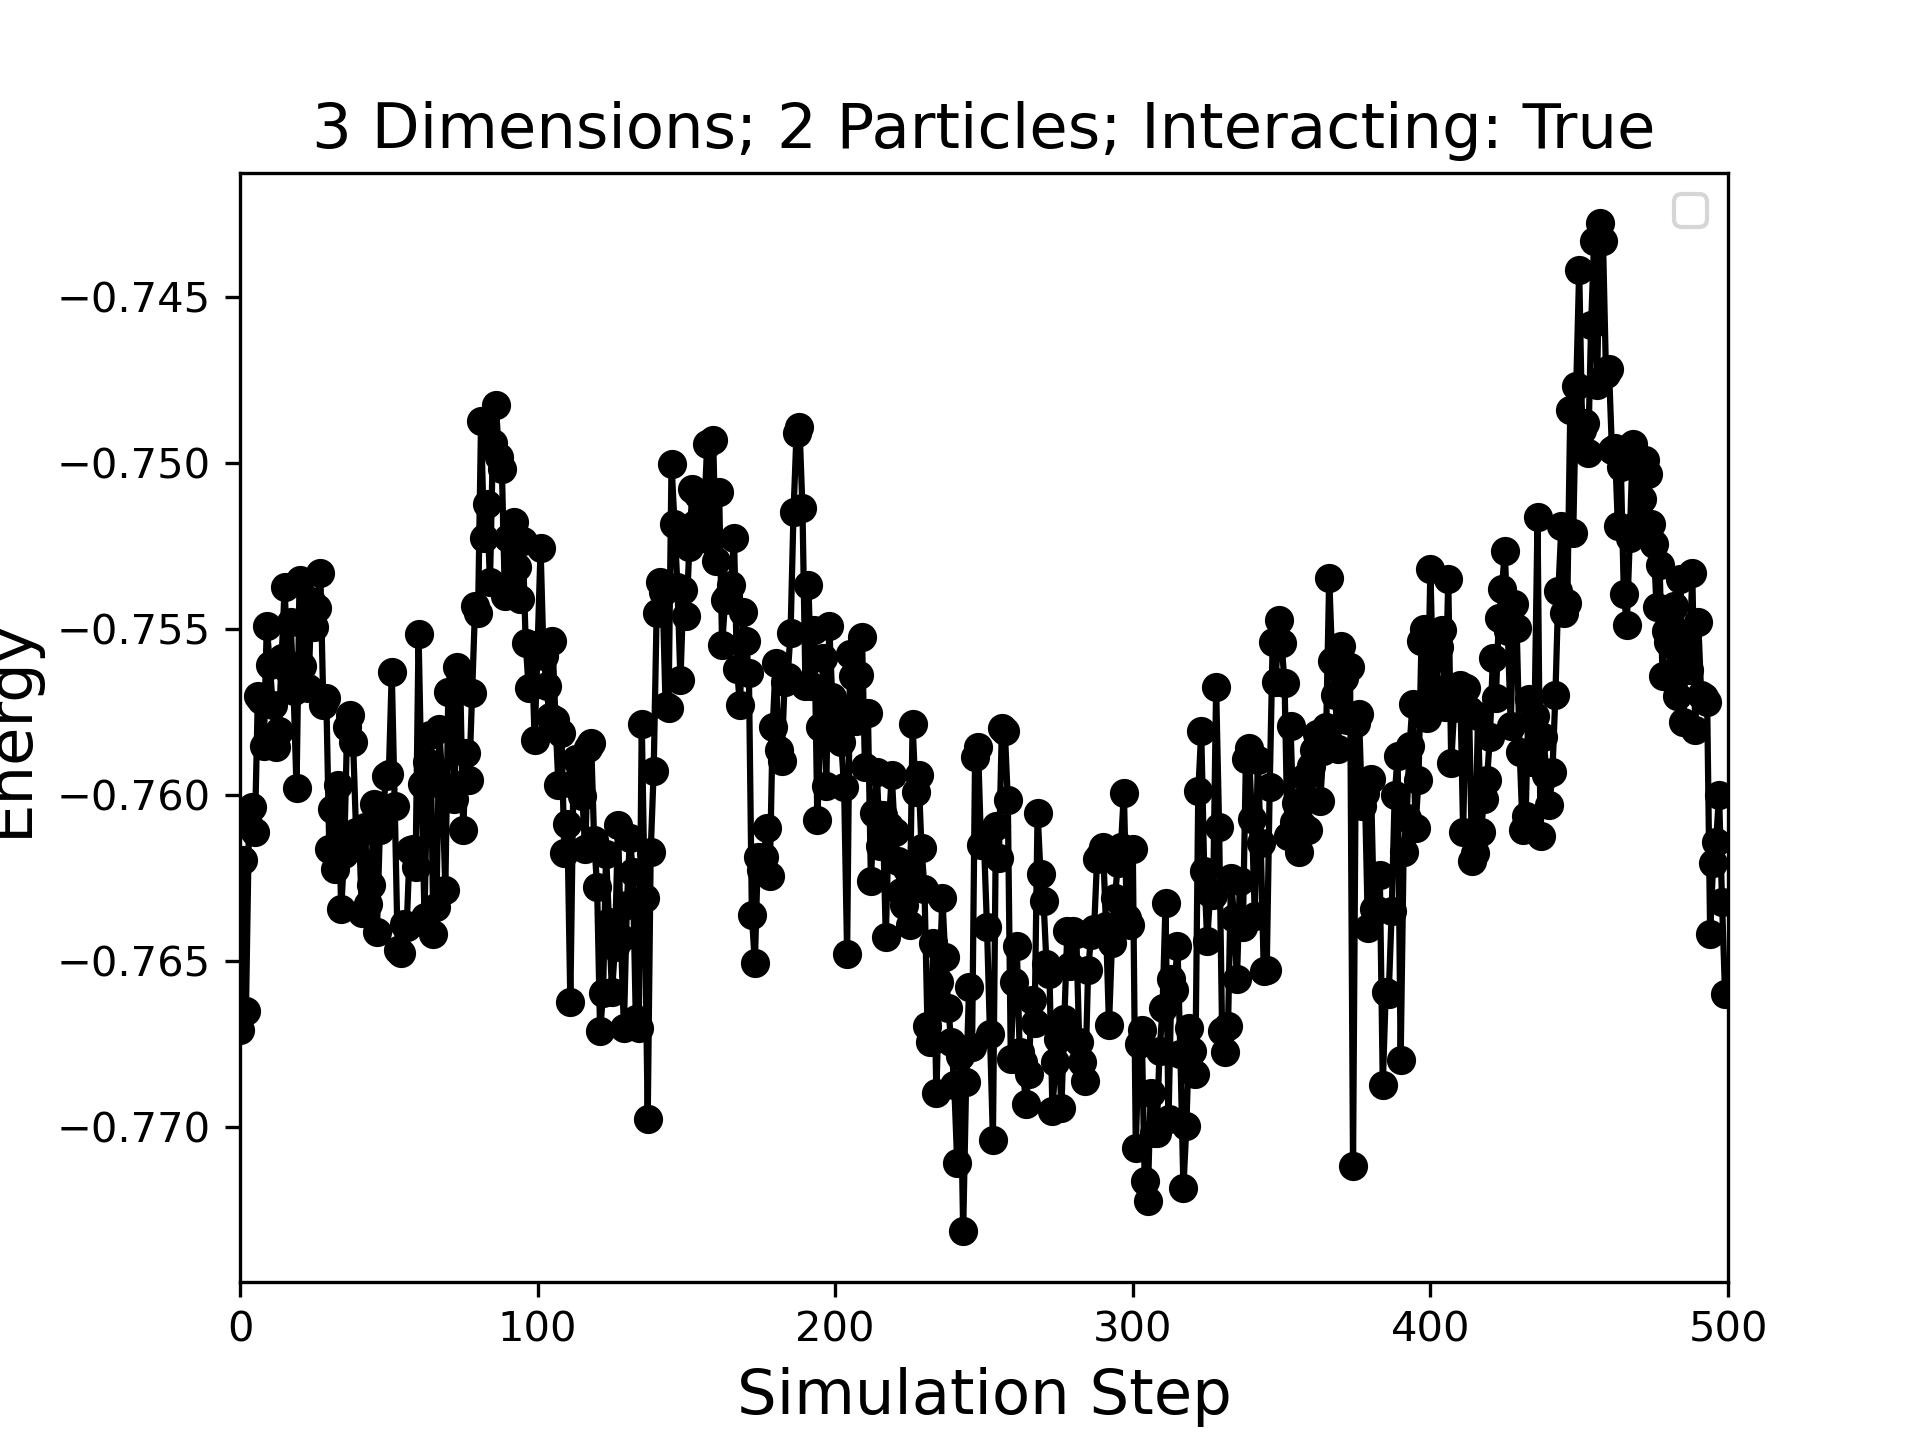 3 Dimensions; 2 Particles; Interacting: True
Energy
−0.745
−0.750
−0.755
−0.760
−0.765
−0.770
0 100 200 300 400 500
Simulation Step